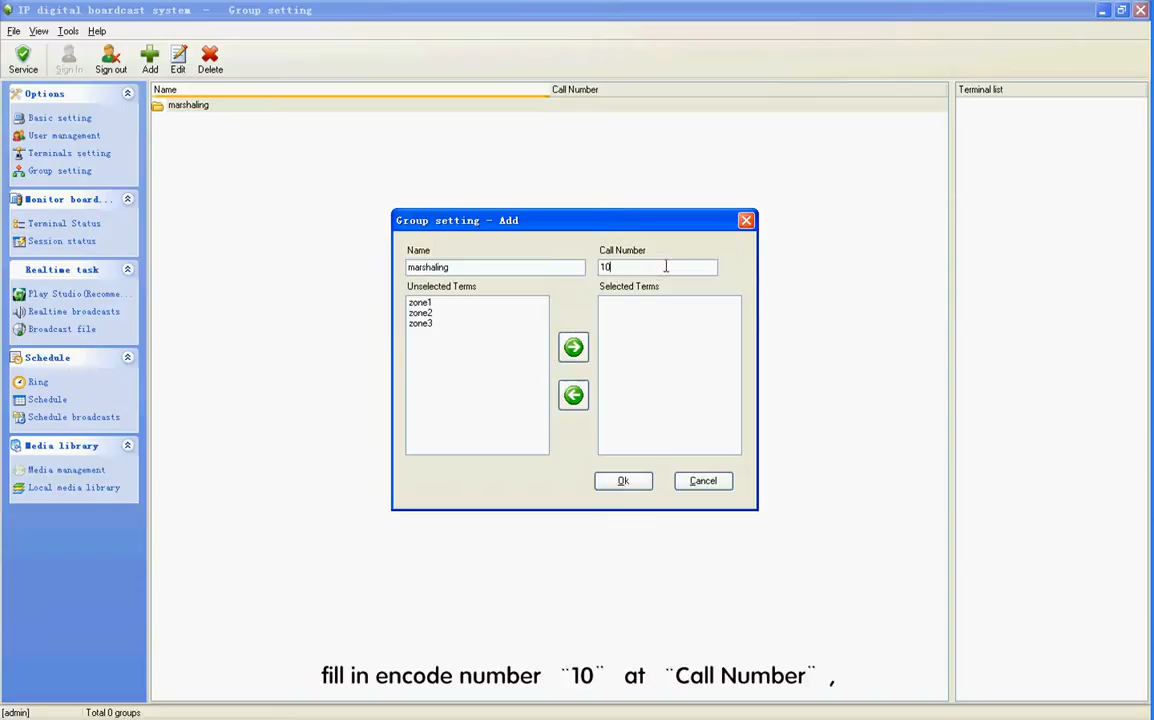 IP digital boardcast system - Group setting
File View Tools Help
Service Sign In Sign out Add Edit Delete
Options
Basic setting
User management
Terminals setting
Group setting
Monitor board...
Terminal Status
Session status
Realtime task
Play Studio(Recomme...
Realtime broadcasts
Broadcast file
Schedule
Ring
Schedule
Schedule broadcasts
Media library
Media management
Local media library
Name Call Number
marshaling
Terminal list
Group setting - Add
Name Call Number
marshaling 10
Unselected Terms Selected Terms
zone1
zone2
zone3
Ok Cancel
fill in encode number ¨10¨ at ¨Call Number¨ ,
[admin] Total 0 groups